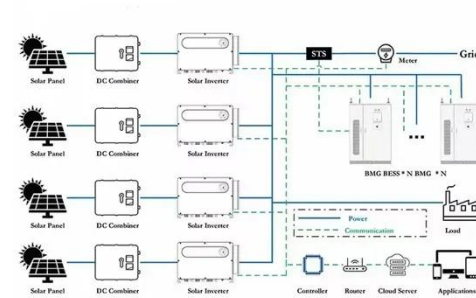 STS
Meter
Grid
Solar Panel DC Combiner Solar Inverter
Solar Panel DC Combiner Solar Inverter
BMG BESS * N BMG * N
Solar Panel DC Combiner Solar Inverter
Power
Communication
Load
Solar Panel DC Combiner Solar Inverter
Controller Router Cloud Server Applications